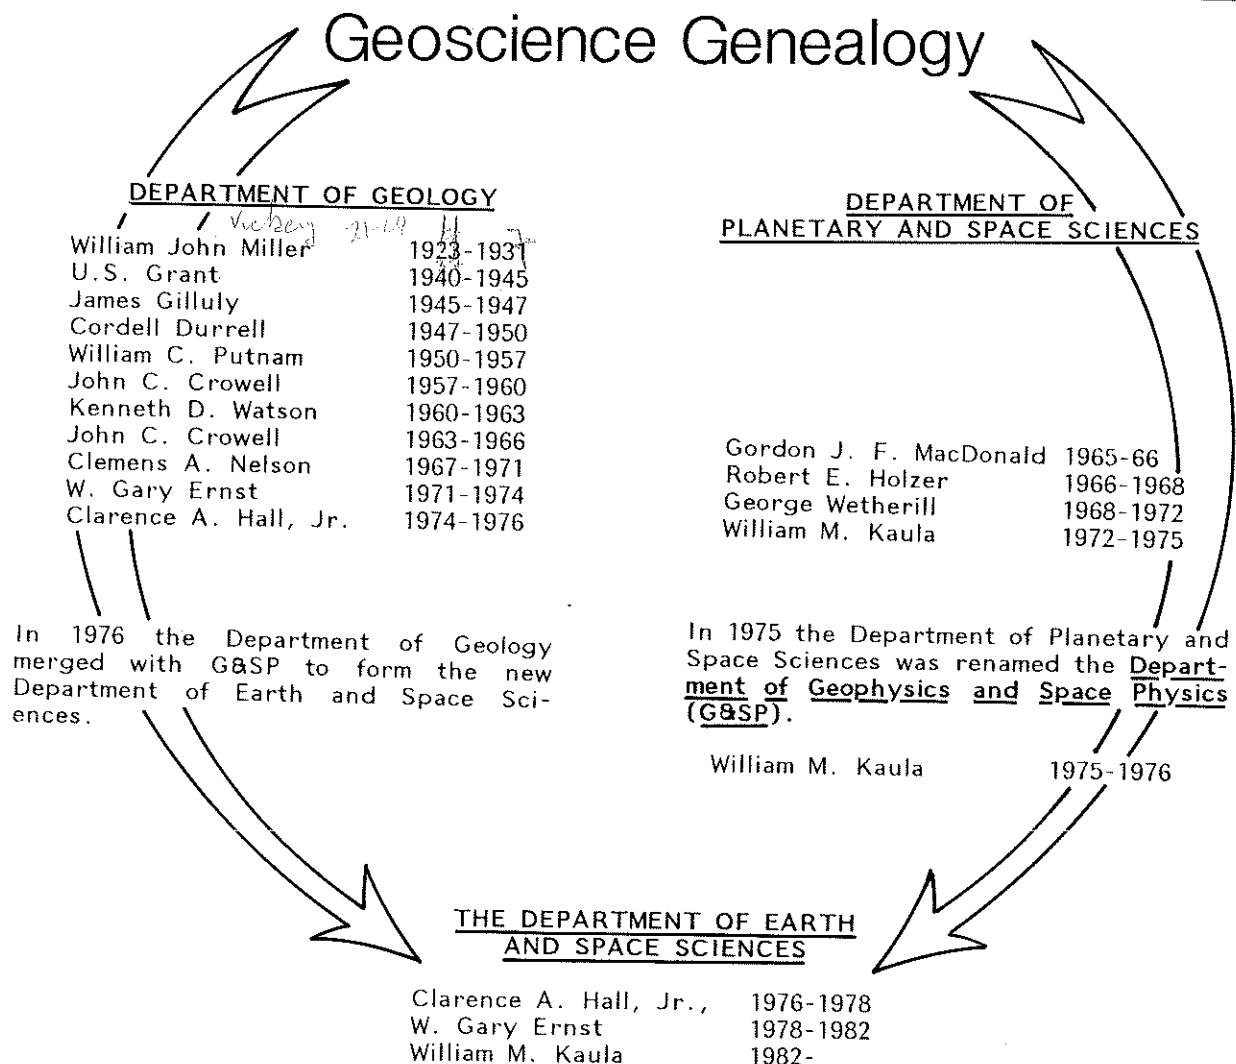 Geoscience Genealogy
DEPARTMENT OF GEOLOGY
William John Miller 1923-1931
U.S. Grant 1940-1945
James Gilluly 1945-1947
Cordell Durrell 1947-1950
William C. Putnam 1950-1957
John C. Crowell 1957-1960
Kenneth D. Watson 1960-1963
John C. Crowell 1963-1966
Clemens A. Nelson 1967-1971
W. Gary Ernst 1971-1974
Clarence A. Hall, Jr. 1974-1976
In 1976 the Department of Geology
merged with G&SP to form the new
Department of Earth and Space Sci-
ences.
DEPARTMENT OF
PLANETARY AND SPACE SCIENCES
Gordon J. F. MacDonald 1965-66
Robert E. Holzer 1966-1968
George Wetherill 1968-1972
William M. Kaula 1972-1975
In 1975 the Department of Planetary and
Space Sciences was renamed the Depart-
ment of Geophysics and Space Physics
(G&SP).
William M. Kaula 1975-1976
THE DEPARTMENT OF EARTH
AND SPACE SCIENCES
Clarence A. Hall, Jr., 1976-1978
W. Gary Ernst 1978-1982
William M. Kaula 1982-